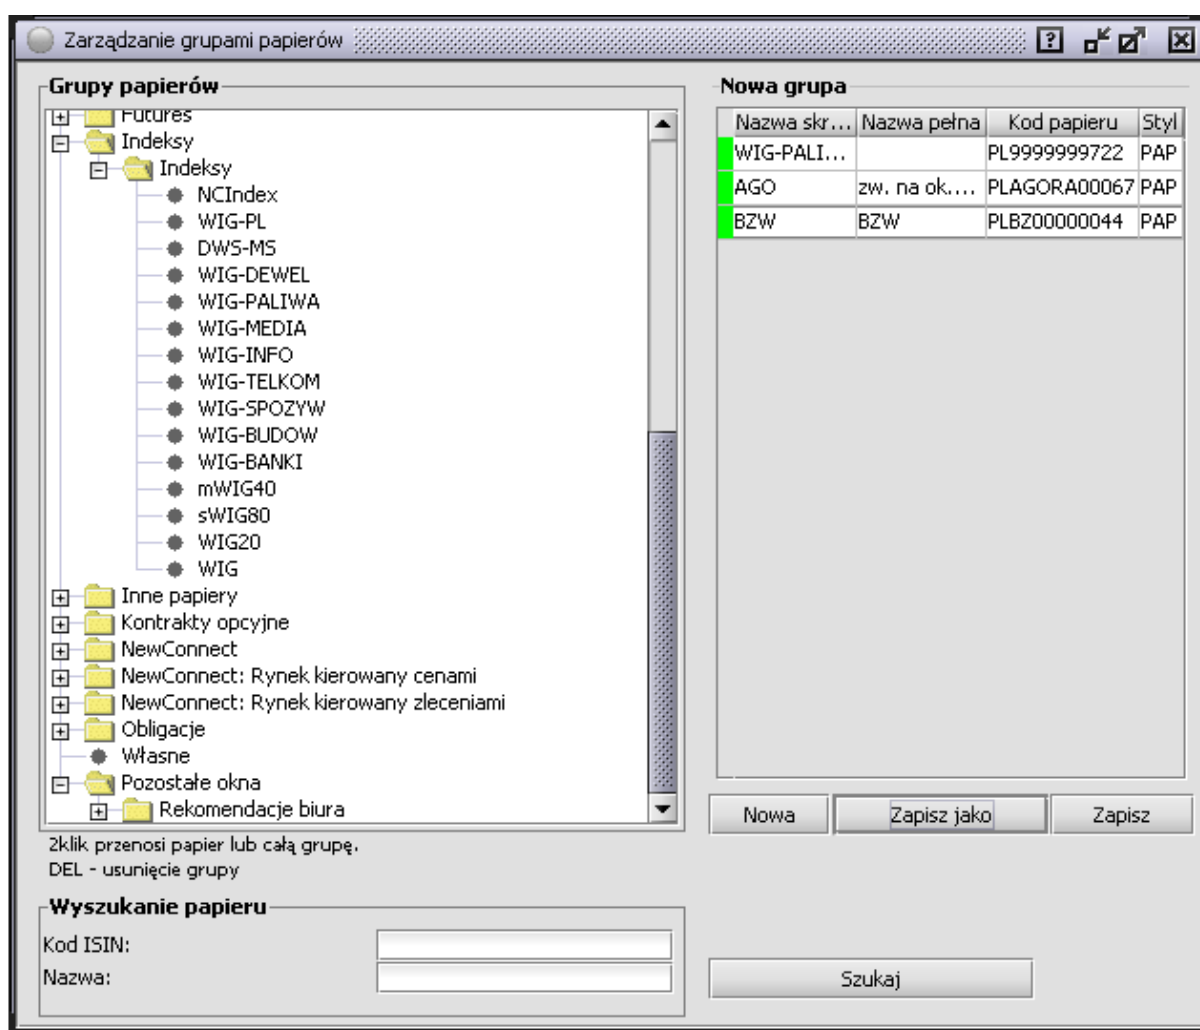 Zarządzanie grupami papierów
Grupy papierów
Futures
Indeksy
Indeksy
NCIndex
WIG-PL
DWS-MS
WIG-DEWEL
WIG-PALIWA
WIG-MEDIA
WIG-INFO
WIG-TELKOM
WIG-SPOZYW
WIG-BUDOW
WIG-BANKI
mWIG40
sWIG80
WIG20
WIG
Inne papiery
Kontrakty opcyjne
NewConnect
NewConnect: Rynek kierowany cenami
NewConnect: Rynek kierowany zleceniami
Obligacje
Własne
Pozostałe okna
Rekomendacje biura
2klik przenosi papier lub całą grupę.
DEL - usunięcie grupy
Wyszukanie papieru
Kod ISIN:
Nazwa:
Nowa grupa
Nazwa skr... Nazwa pełna Kod papieru Styl
WIG-PALI... PL9999999722 PAP
AGO zw. na ok.... PLAGORA00067 PAP
BZW BZW PLBZ00000044 PAP
Nowa Zapisz jako Zapisz
Szukaj